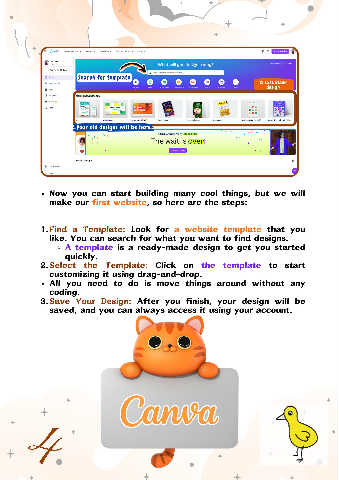 What will you design today?
Search for template
Customize design
Your old designs will be here.
The wait is over!
• Now you can start building many cool things, but we will
make our first website, so here are the steps:
1. Find a Template: Look for a website template that you
like. You can search for what you want to find designs.
◦ A template is a ready-made design to get you started
quickly.
2. Select the Template: Click on the template to start
customising it using drag-and-drop.
• All you need to do is move things around without any
coding.
3. Save Your Design: After you finish, your design will be
saved, and you can always access it using your account.
Canva
4